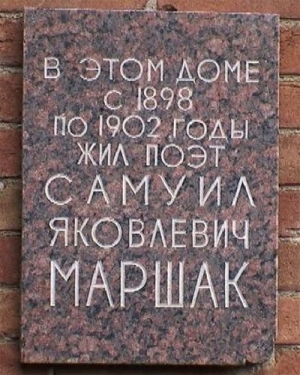 В ЭТОМ ДОМЕ
С 1898
ПО 1902 ГОДЫ
ЖИЛ ПОЭТ
САМУИЛ
ЯКОВЛЕВИЧ
МАРШАК